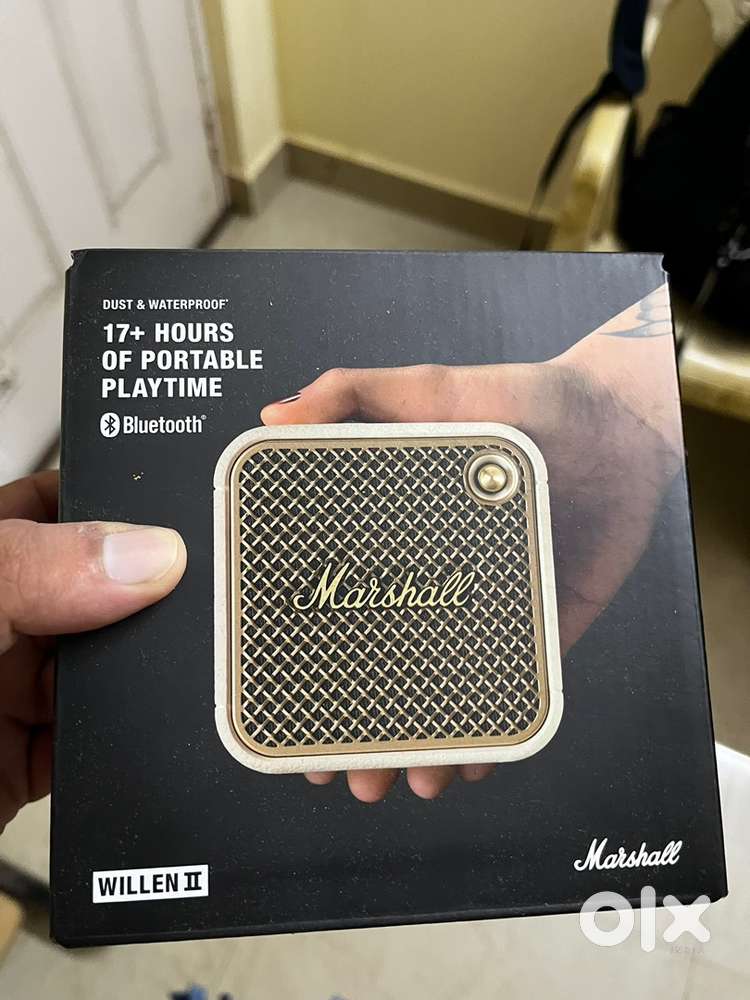 DUST & WATERPROOF*
17+ HOURS
OF PORTABLE
PLAYTIME
Bluetooth®
Marshall
WILLEN II
Marshall
olx